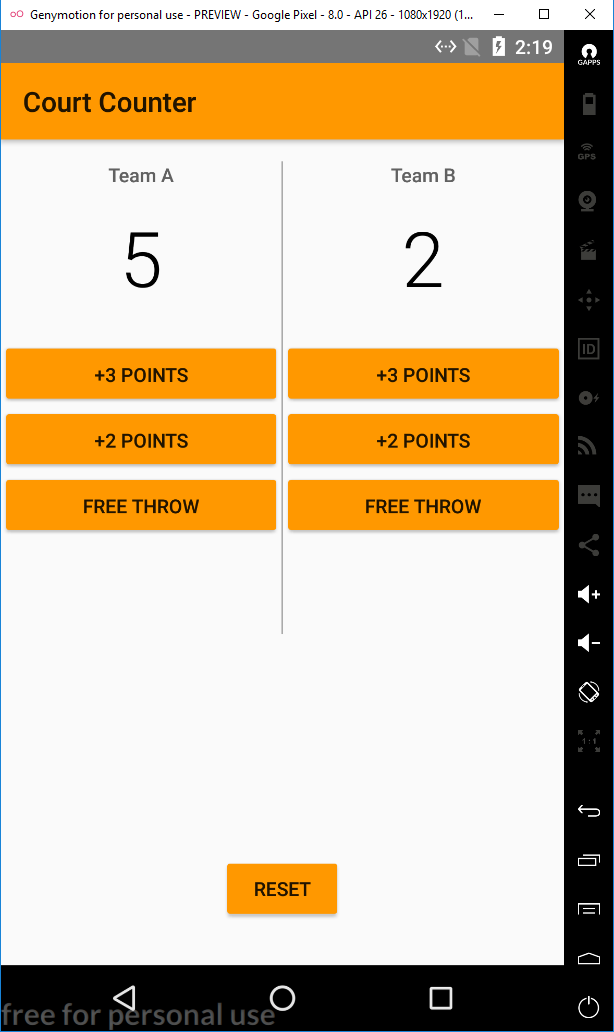 Genymotion for personal use - PREVIEW - Google Pixel - 8.0 - API 26 - 1080x1920 (1...
2:19
GAPPS
Court Counter
GPS
Team A
Team B
5
2
ID
+3 POINTS
+3 POINTS
+2 POINTS
+2 POINTS
FREE THROW
FREE THROW
1:1
RESET
free for personal use